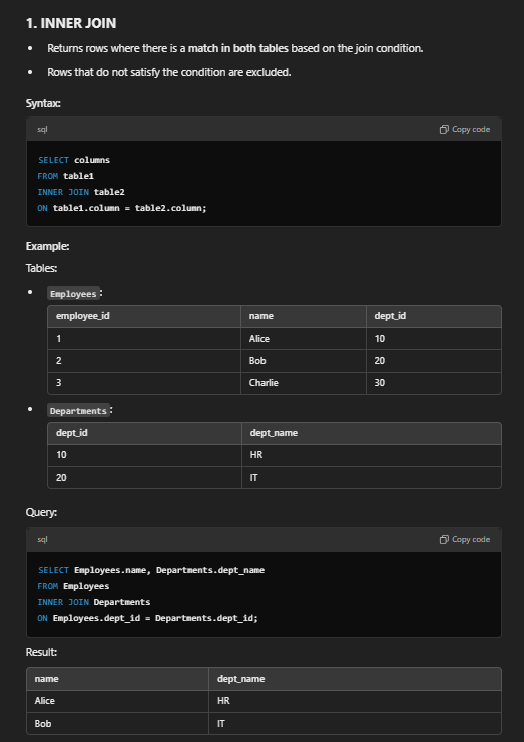 1. INNER JOIN
• Returns rows where there is a match in both tables based on the join condition.
• Rows that do not satisfy the condition are excluded.
Syntax:
sql Copy code
SELECT columns
FROM table1
INNER JOIN table2
ON table1.column = table2.column;
Example:
Tables:
• Employees:
employee_id name dept_id
1 Alice 10
2 Bob 20
3 Charlie 30
• Departments:
dept_id dept_name
10 HR
20 IT
Query:
sql Copy code
SELECT Employees.name, Departments.dept_name
FROM Employees
INNER JOIN Departments
ON Employees.dept_id = Departments.dept_id;
Result:
name dept_name
Alice HR
Bob IT